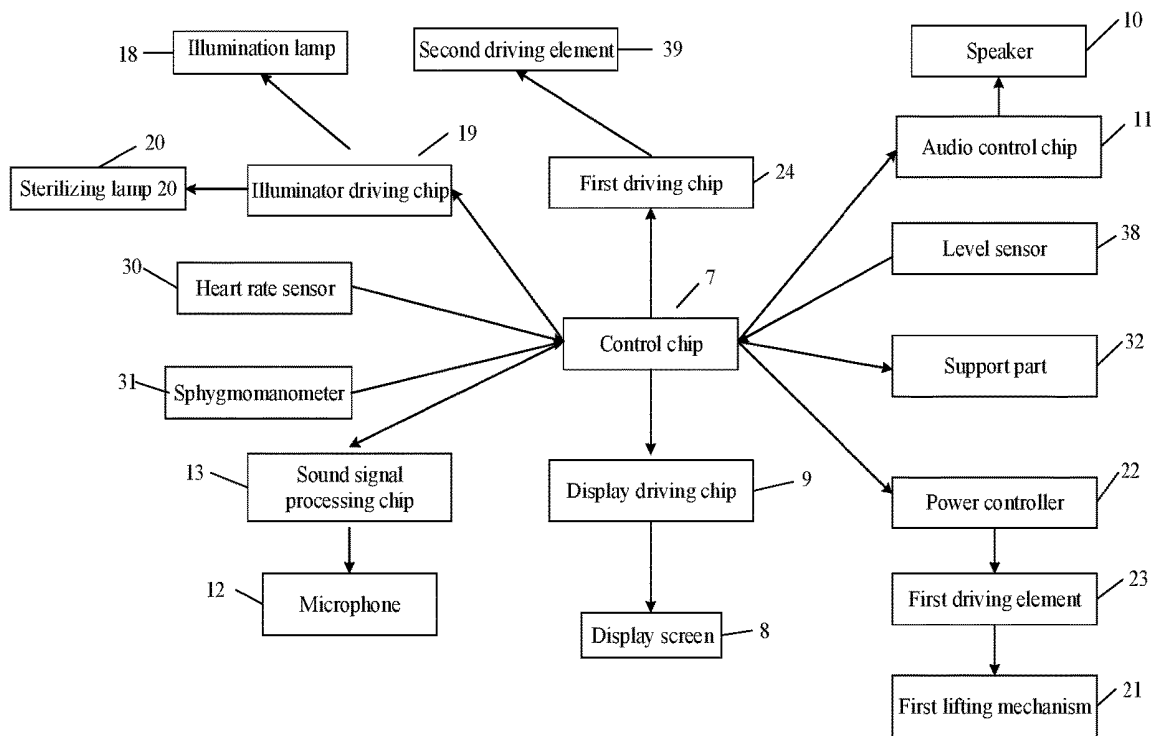 10
18
Illumination lamp
Second driving element
39
Speaker
11
20
19
Audio control chip
Sterilizing lamp 20
Illuminator driving chip
First driving chip
24
38
Level sensor
30
Heart rate sensor
7
Control chip
32
Support part
31
Sphygmomanometer
13
Sound signal
processing chip
Display driving chip
9
22
Power controller
12
Microphone
23
First driving element
Display screen
8
First lifting mechanism
21